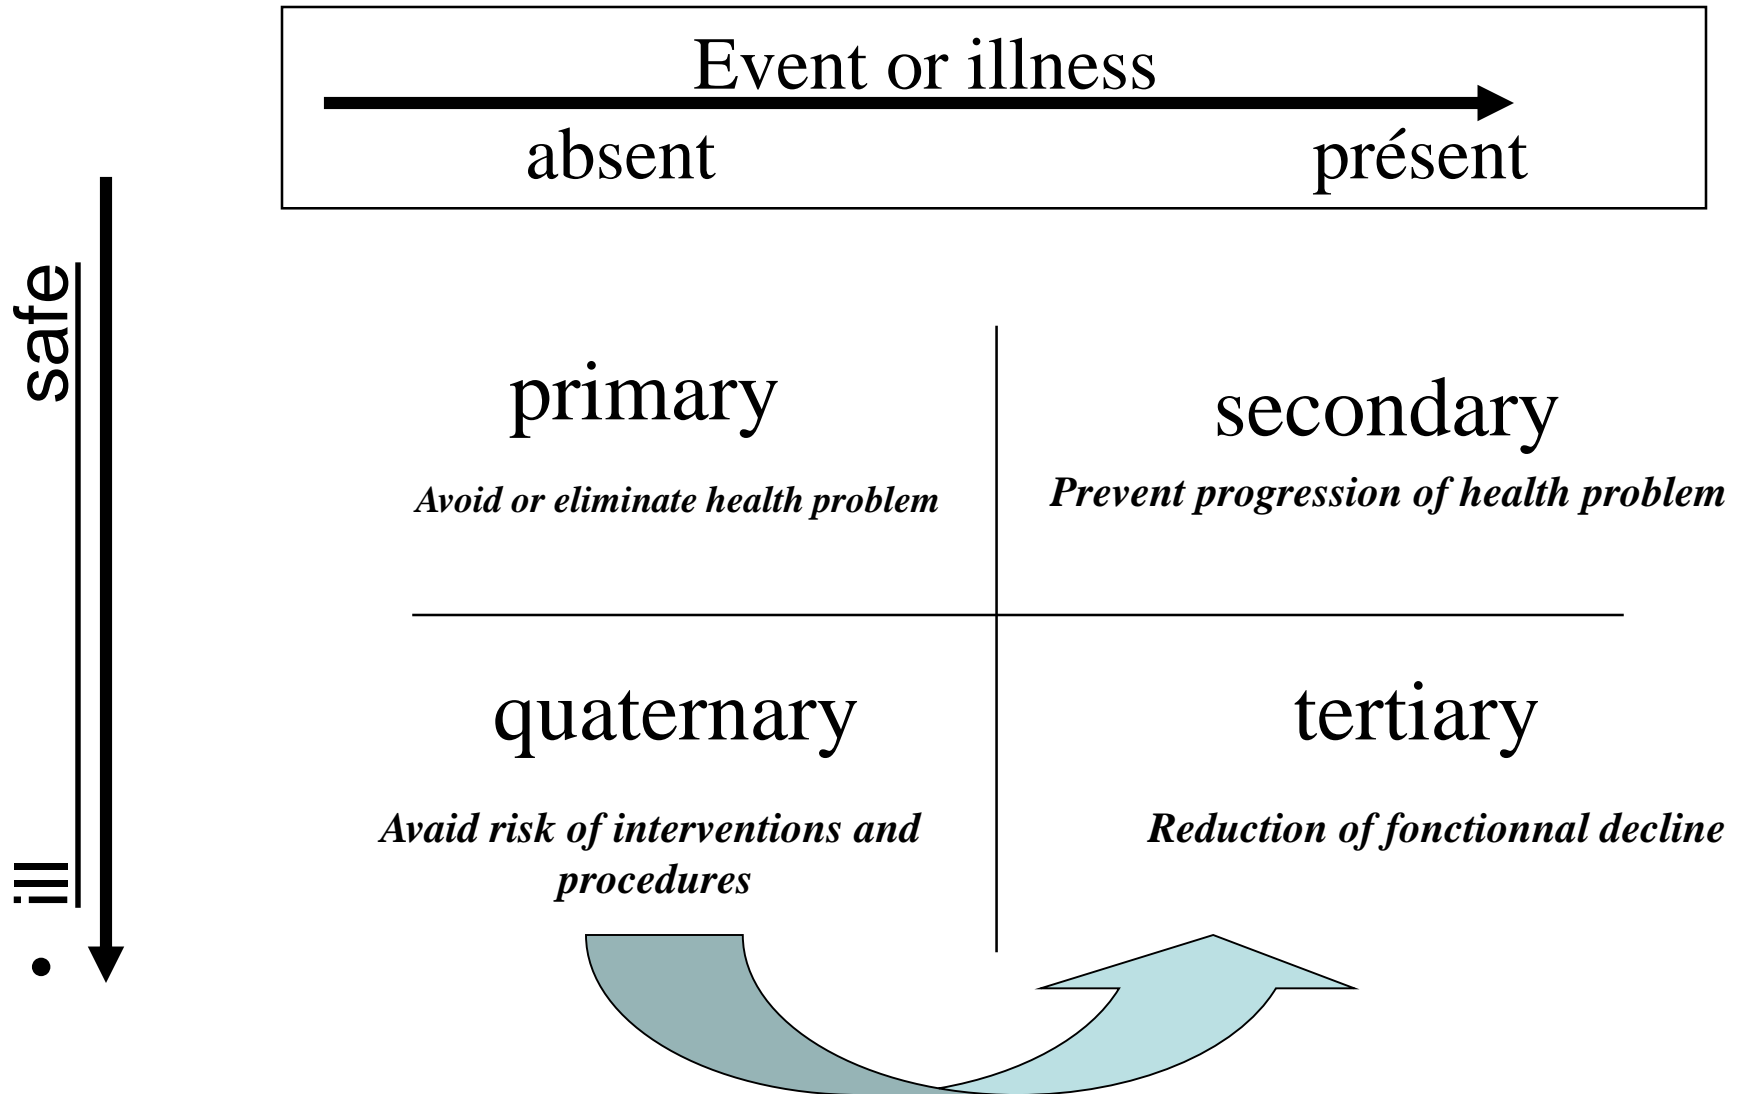 Event or illness
absent présent
safe
primary
secondary
Avoid or eliminate health problem
Prevent progression of health problem
quaternary
tertiary
Avaid risk of interventions and
procedures
Reduction of fonctionnal decline
• ill